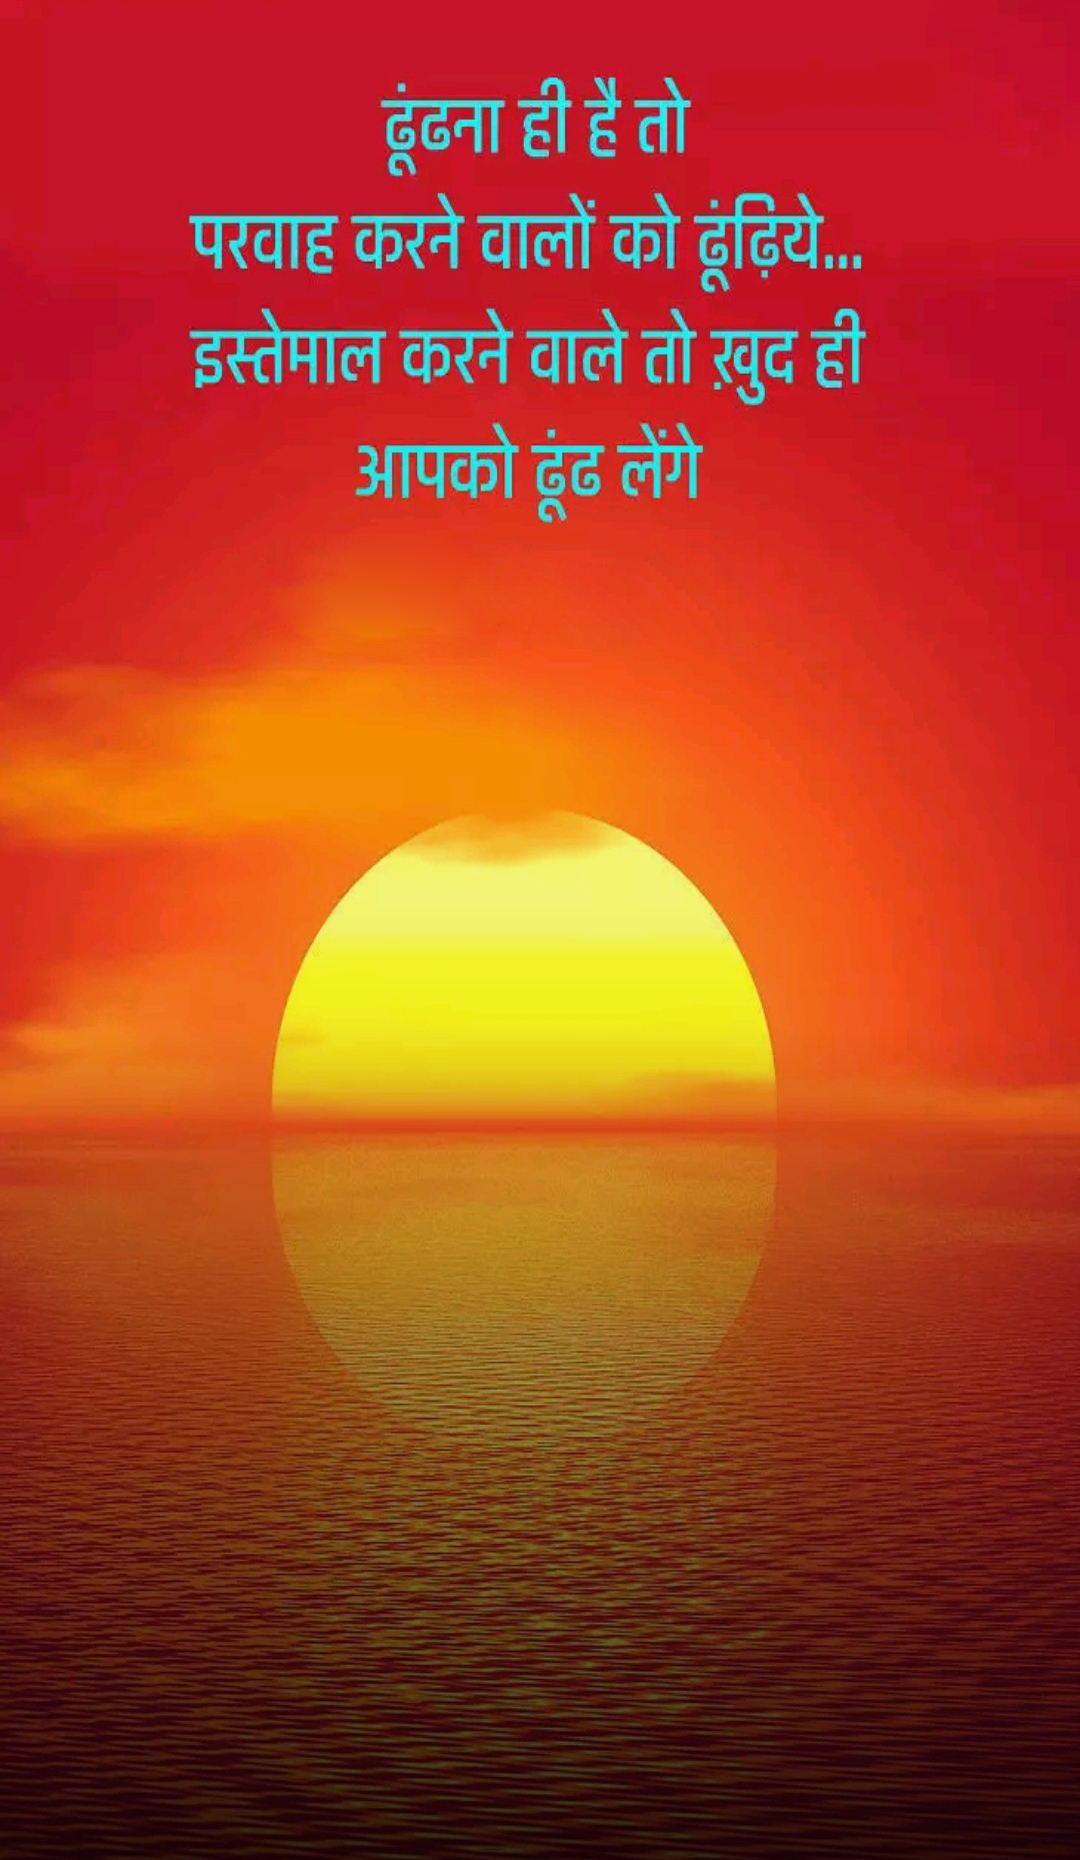 ढूंढना ही है तो
परवाह करने वालों को ढूंढ़िये...
इस्तेमाल करने वाले तो ख़ुद ही
आपको ढूंढ लेंगे